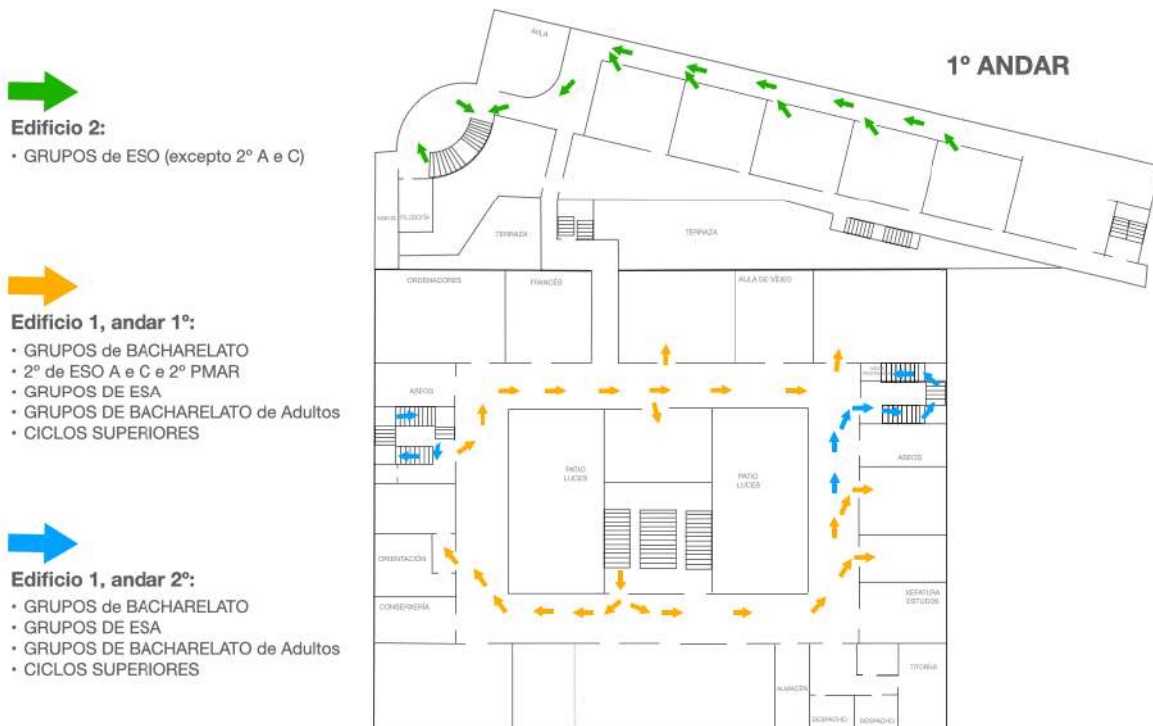 1º ANDAR
Edificio 2:
• GRUPOS de ESO (excepto 2º A e C)
Edificio 1, andar 1º:
• GRUPOS de BACHARELATO
• 2º de ESO A e C e 2º PMAR
• GRUPOS DE ESA
• GRUPOS DE BACHARELATO de Adultos
• CICLOS SUPERIORES
Edificio 1, andar 2º:
• GRUPOS de BACHARELATO
• GRUPOS DE ESA
• GRUPOS DE BACHARELATO de Adultos
• CICLOS SUPERIORES
AULA
FILOSOFÍA
TERRAZA
TERRAZA
ORDENADORES
FRANCÉS
AULA DE VÍDEO
ASEOS
ASEOS
PATIO
LUCES
PATIO
LUCES
ORIENTACIÓN
CONSERXERÍA
XEFATURA
ESTUDOS
TITORÍA
ALMACÉN
DESPACHO
DESPACHO